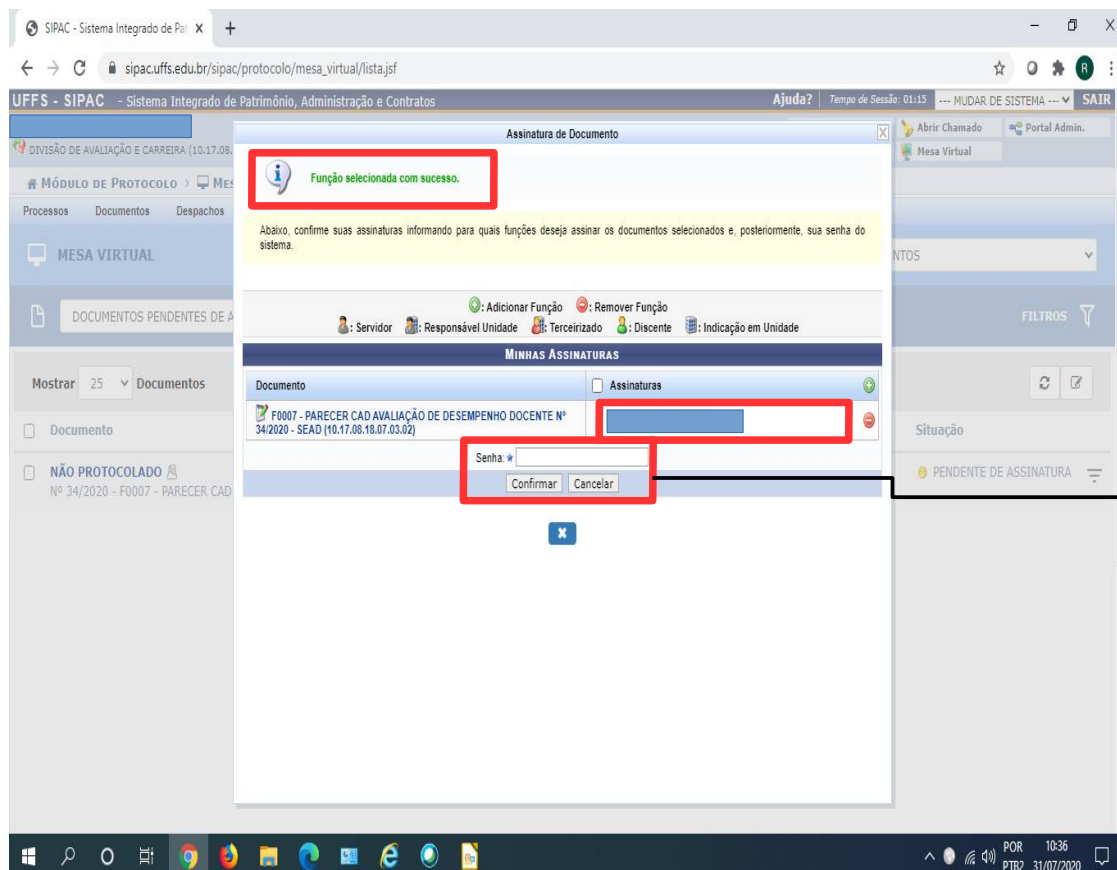 SIPAC - Sistema Integrado de Pa
sipac.uffs.edu.br/sipac/protocolo/mesa_virtual/lista.jsf
R
UFFS - SIPAC - Sistema Integrado de Patrimônio, Administração e Contratos
Ajuda? Tempo de Sessão: 01:15 --- MUDAR DE SISTEMA --- SAIR
DIVISÃO DE AVALIAÇÃO E CARREIRA (10.17.08.
Abrir Chamado Portal Admin.
Mesa Virtual
MÓDULO DE PROTOCOLO > MES
Processos Documentos Despachos
MESA VIRTUAL
NTOS
DOCUMENTOS PENDENTES DE A
FILTROS
Mostrar 25 Documentos
Documento
Situação
NÃO PROTOCOLADO
Nº 34/2020 - F0007 - PARECER CAD
PENDENTE DE ASSINATURA
Assinatura de Documento
X
Função selecionada com sucesso.
Abaixo, confirme suas assinaturas informando para quais funções deseja assinar os documentos selecionados e, posteriormente, sua senha do
sistema.
: Adicionar Função : Remover Função
: Servidor : Responsável Unidade : Terceirizado : Discente : Indicação em Unidade
MINHAS ASSINATURAS
Documento Assinaturas
F0007 - PARECER CAD AVALIAÇÃO DE DESEMPENHO DOCENTE Nº
34/2020 - SEAD (10.17.08.18.07.03.02)
Senha:
Confirmar Cancelar
POR 10:36
PTB2 31/07/2020